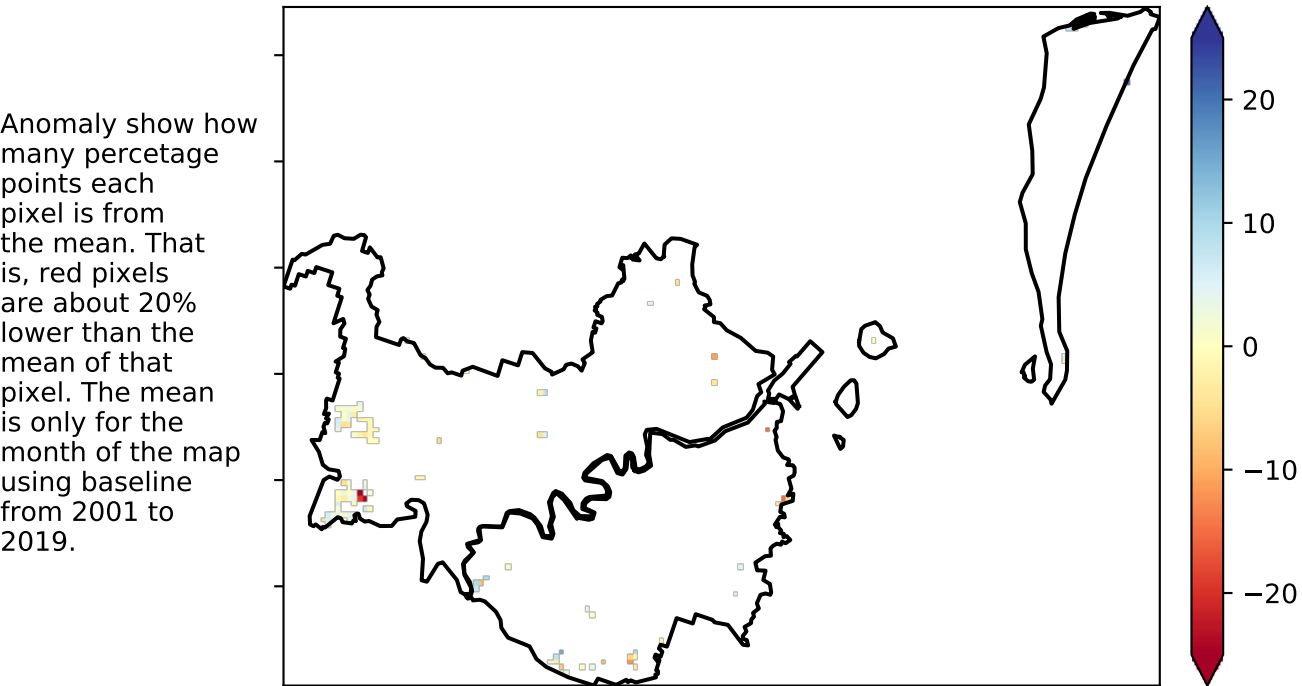 Anomaly show how
many percetage
points each
pixel is from
the mean. That
is, red pixels
are about 20%
lower than the
mean of that
pixel. The mean
is only for the
month of the map
using baseline
from 2001 to
2019.
20
10
0
−10
−20